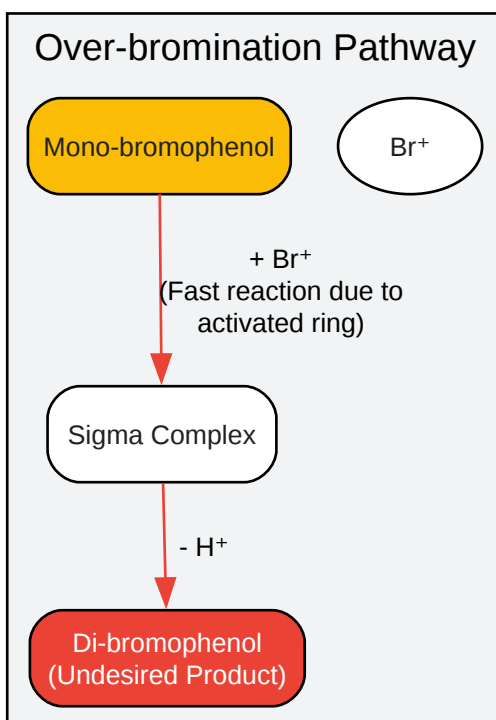 Over-bromination Pathway
Mono-bromophenol
Br⁺
+ Br⁺
(Fast reaction due to
activated ring)
Sigma Complex
- H⁺
Di-bromophenol
(Undesired Product)